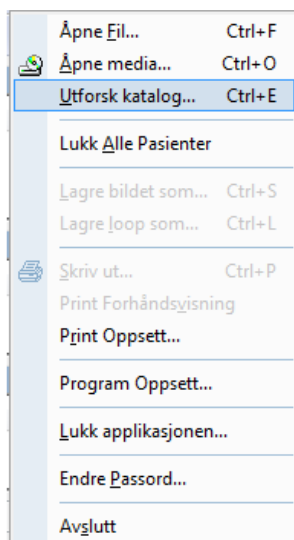 Åpne Fil... Ctrl+F
Åpne media... Ctrl+O
Utforsk katalog... Ctrl+E
Lukk Alle Pasienter
Lagre bildet som... Ctrl+S
Lagre loop som... Ctrl+L
Skriv ut... Ctrl+P
Print Forhåndsvisning
Print Oppsett...
Program Oppsett...
Lukk applikasjonen...
Endre Passord...
Avslutt